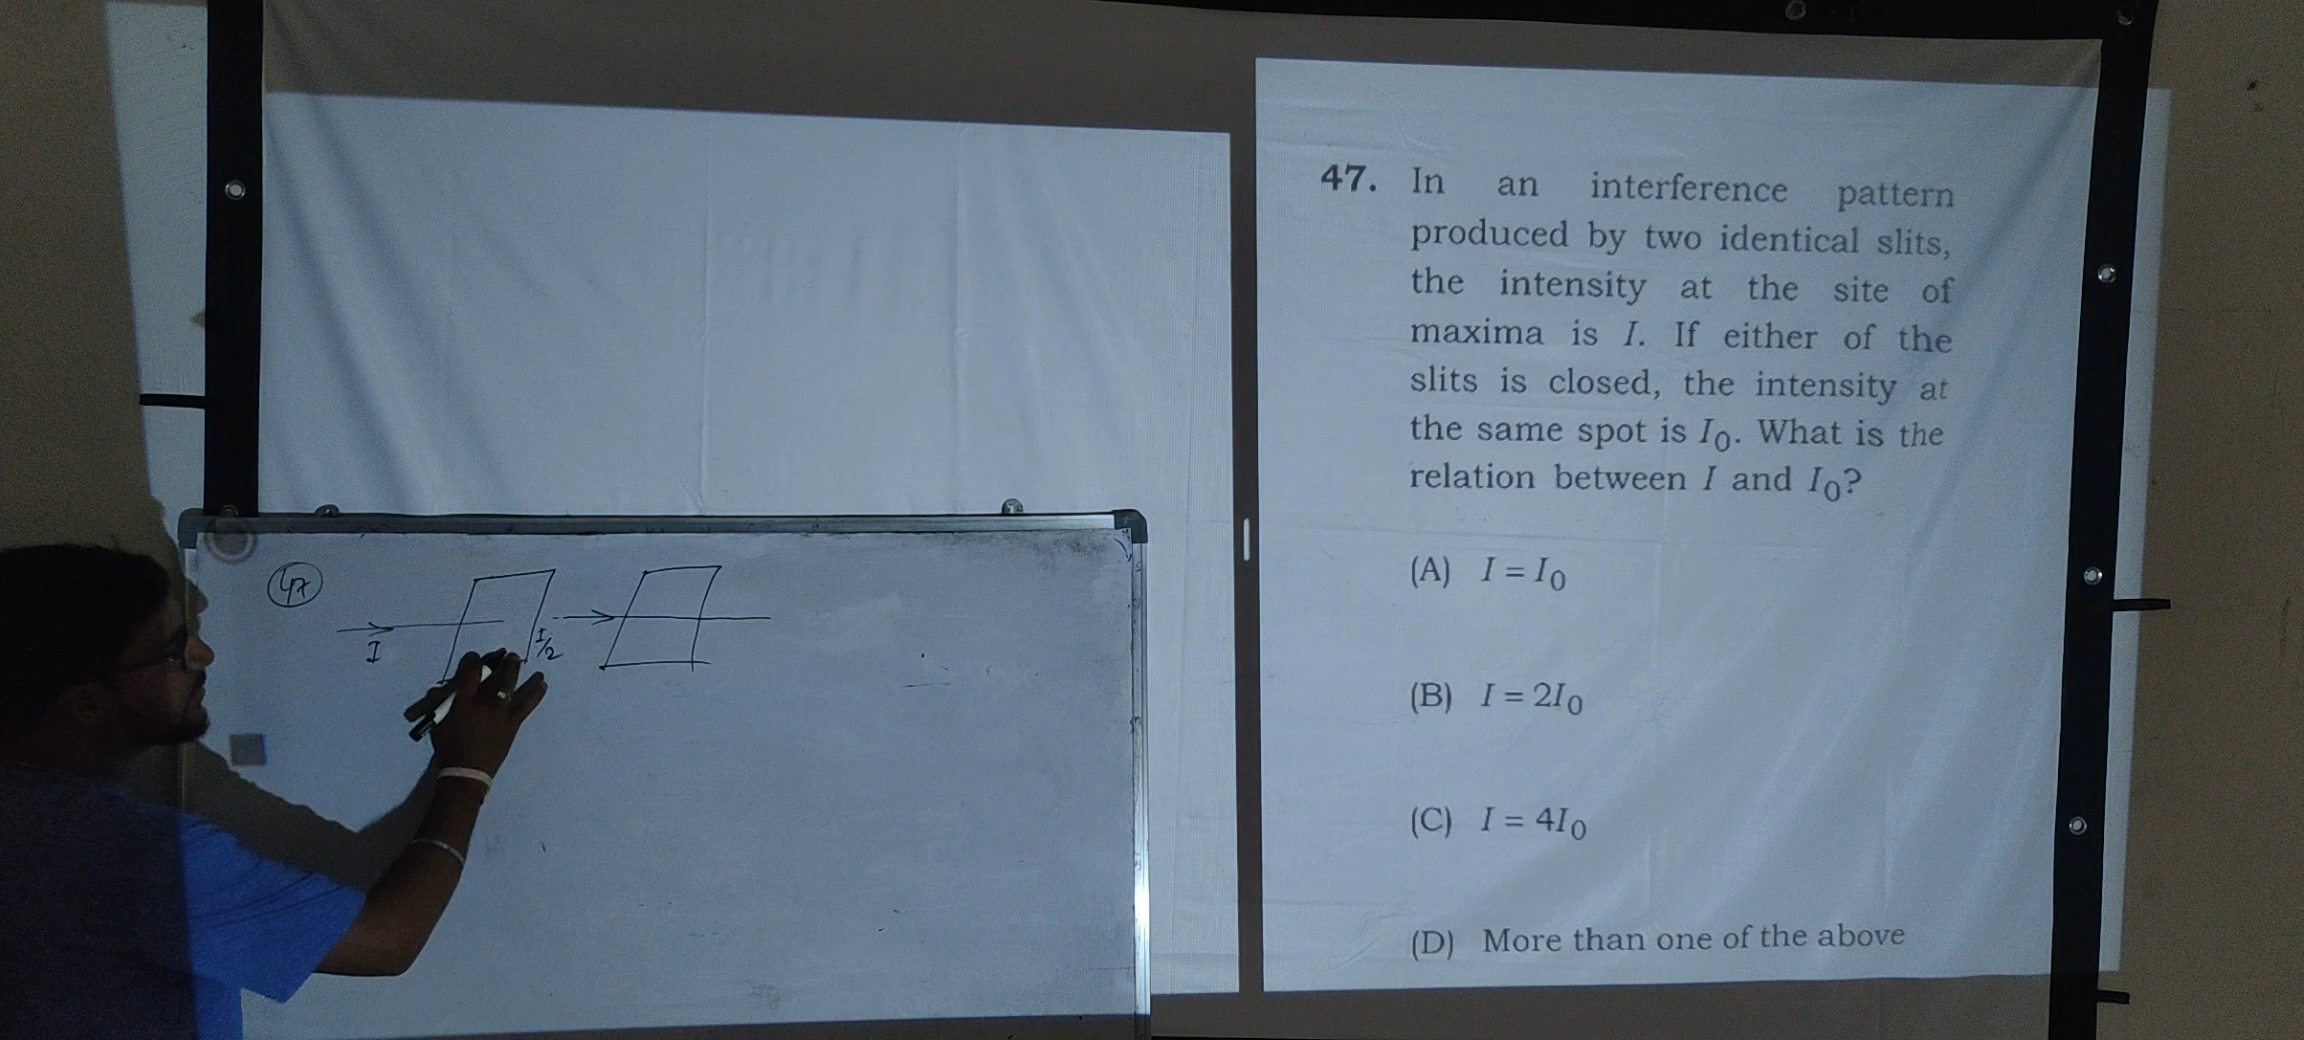 47. In an interference pattern
produced by two identical slits,
the intensity at the site of
maxima is I. If either of the
slits is closed, the intensity at
the same spot is I₀. What is the
relation between I and I₀?
(A) I = I₀
(B) I = 2I₀
(C) I = 4I₀
(D) More than one of the above
47
I
I/2